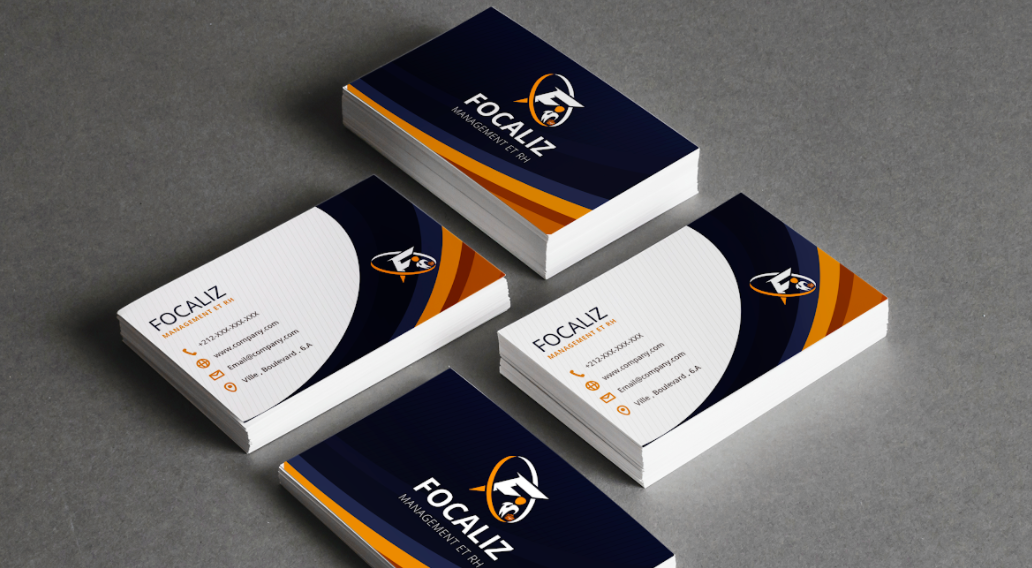 FOCALIZ
MANAGEMENT ET RH
FOCALIZ
MANAGEMENT ET RH
+212-XXX-XXX-XXX
www.company.com
Email@company.com
Ville , Boulevard , 6.A
FOCALIZ
MANAGEMENT ET RH
+212-XXX-XXX-XXX
www.company.com
Email@company.com
Ville , Boulevard , 6.A
FOCALIZ
MANAGEMENT ET RH